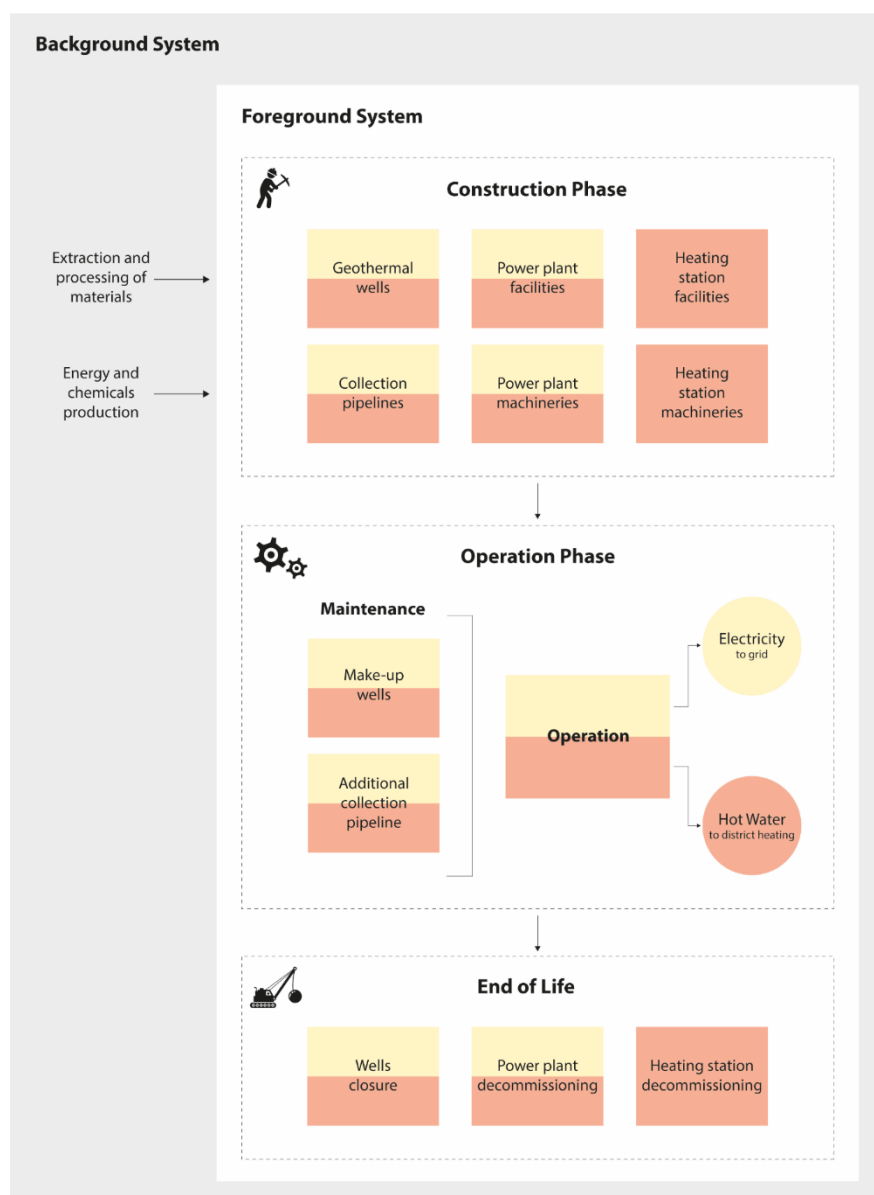 Background System
Foreground System
Construction Phase
Extraction and
processing of
materials
Energy and
chemicals
production
Geothermal
wells
Power plant
facilities
Heating
station
facilities
Collection
pipelines
Power plant
machineries
Heating
station
machineries
Operation Phase
Maintenance
Make-up
wells
Additional
collection
pipeline
Operation
Electricity
to grid
Hot Water
to district heating
End of Life
Wells
closure
Power plant
decommissioning
Heating station
decommissioning